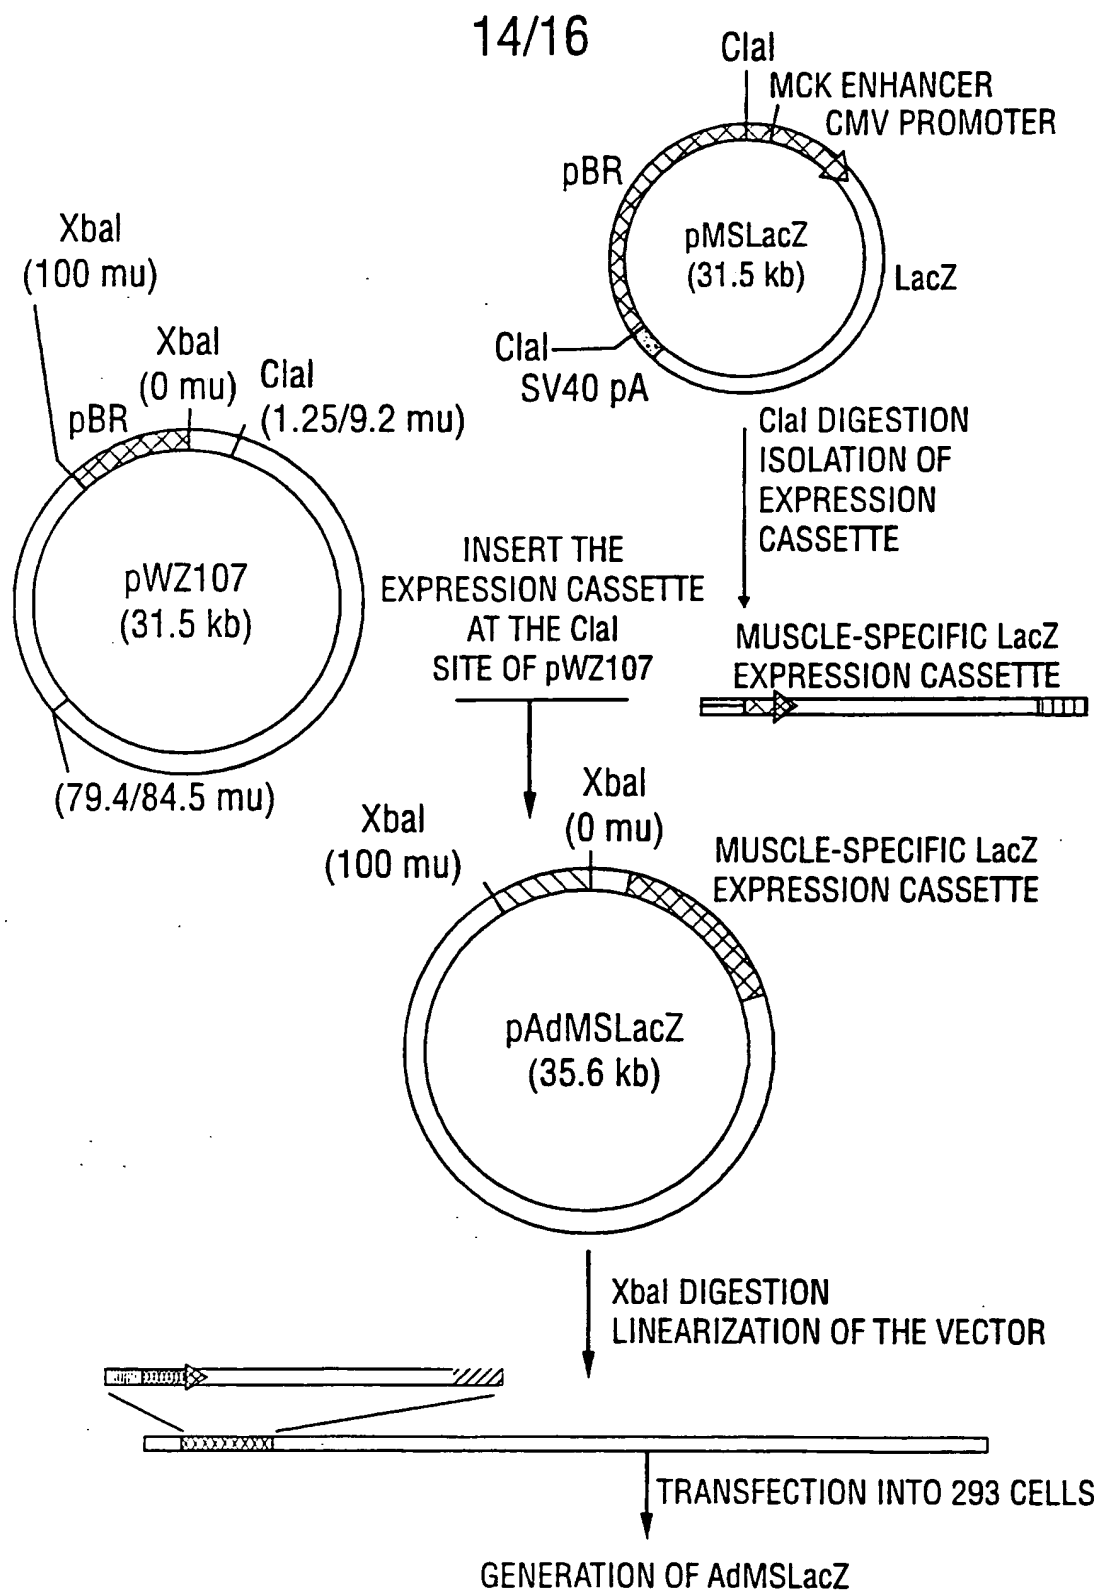 14/16
ClaI
MCK ENHANCER
CMV PROMOTER
pBR
pMSLacZ
(31.5 kb)
LacZ
ClaI
SV40 pA
XbaI
(100 mu)
XbaI
(0 mu)
ClaI
(1.25/9.2 mu)
pBR
pWZ107
(31.5 kb)
(79.4/84.5 mu)
ClaI DIGESTION
ISOLATION OF
EXPRESSION
CASSETTE
INSERT THE
EXPRESSION CASSETTE
AT THE ClaI
SITE OF pWZ107
MUSCLE-SPECIFIC LacZ
EXPRESSION CASSETTE
XbaI
(100 mu)
XbaI
(0 mu)
MUSCLE-SPECIFIC LacZ
EXPRESSION CASSETTE
pAdMSLacZ
(35.6 kb)
XbaI DIGESTION
LINEARIZATION OF THE VECTOR
TRANSFECTION INTO 293 CELLS
GENERATION OF AdMSLacZ